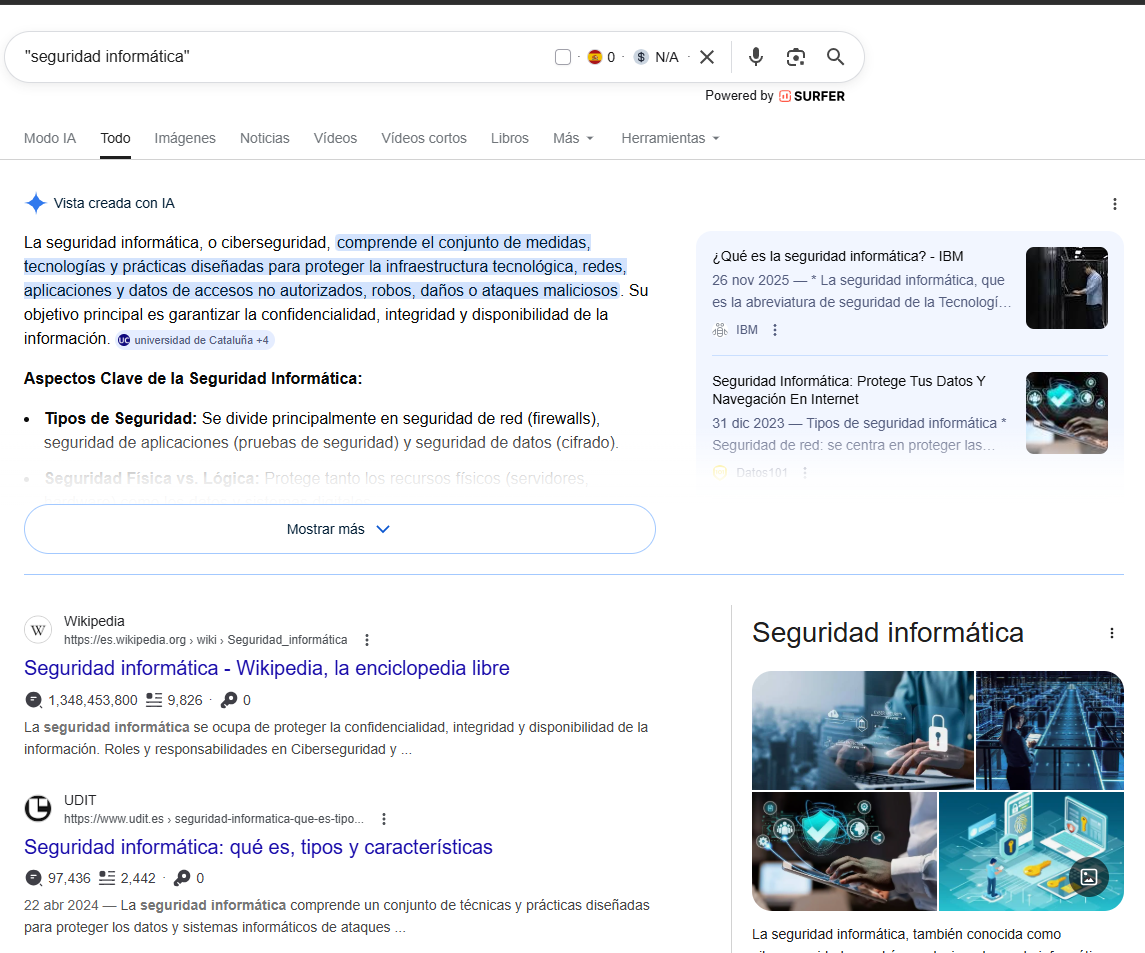 "seguridad informática"
· 0 · $ N/A ·
Powered by SURFER
Modo IA Todo Imágenes Noticias Vídeos Vídeos cortos Libros Más Herramientas
Vista creada con IA
La seguridad informática, o ciberseguridad, comprende el conjunto de medidas,
tecnologías y prácticas diseñadas para proteger la infraestructura tecnológica, redes,
aplicaciones y datos de accesos no autorizados, robos, daños o ataques maliciosos. Su
objetivo principal es garantizar la confidencialidad, integridad y disponibilidad de la
información. UC universidad de Cataluña +4
Aspectos Clave de la Seguridad Informática:
• Tipos de Seguridad: Se divide principalmente en seguridad de red (firewalls),
seguridad de aplicaciones (pruebas de seguridad) y seguridad de datos (cifrado).
• Seguridad Física vs. Lógica: Protege tanto los recursos físicos (servidores,
Mostrar más
¿Qué es la seguridad informática? - IBM
26 nov 2025 — * La seguridad informática, que
es la abreviatura de seguridad de la Tecnologí…
IBM
Seguridad Informática: Protege Tus Datos Y
Navegación En Internet
31 dic 2023 — Tipos de seguridad informática *
Seguridad de red: se centra en proteger las…
Datos101
W Wikipedia
https://es.wikipedia.org › wiki › Seguridad_informática
Seguridad informática - Wikipedia, la enciclopedia libre
1,348,453,800 9,826 · 0
La seguridad informática se ocupa de proteger la confidencialidad, integridad y disponibilidad de la
información. Roles y responsabilidades en Ciberseguridad y ...
UDIT
https://www.udit.es › seguridad-informatica-que-es-tipo...
Seguridad informática: qué es, tipos y características
97,436 2,442 · 0
22 abr 2024 — La seguridad informática comprende un conjunto de técnicas y prácticas diseñadas
para proteger los datos y sistemas informáticos de ataques ...
Seguridad informática
La seguridad informática, también conocida como